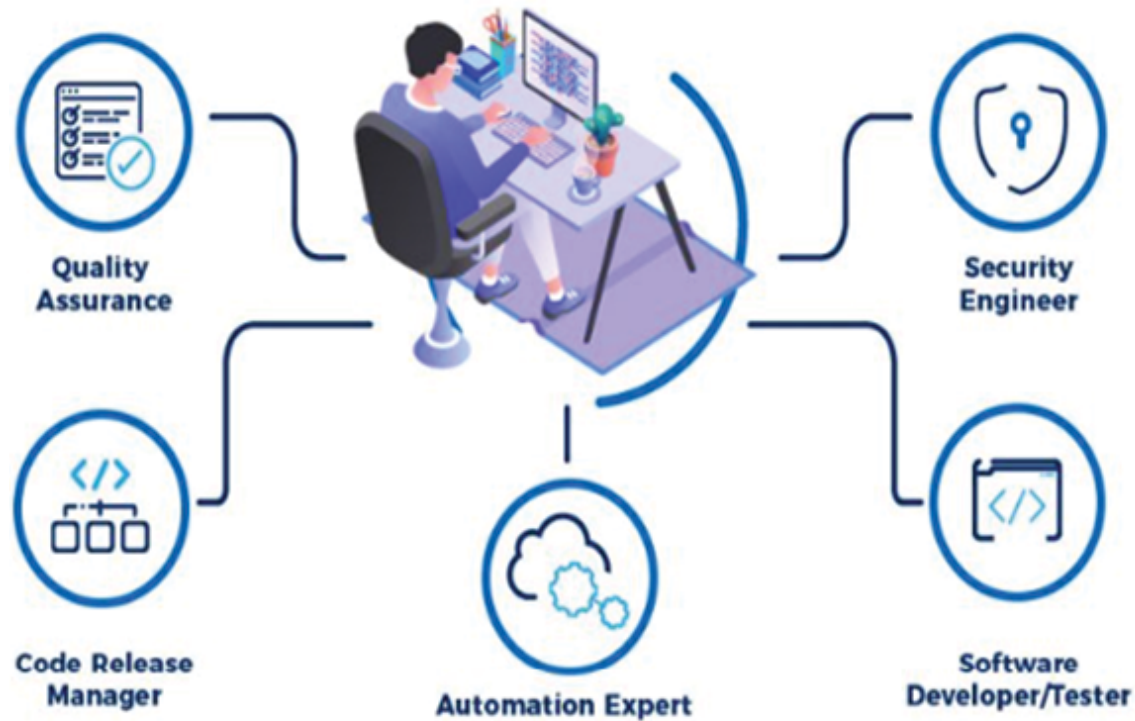 Quality
Assurance
Security
Engineer
Code Release
Manager
Automation Expert
Software
Developer/Tester